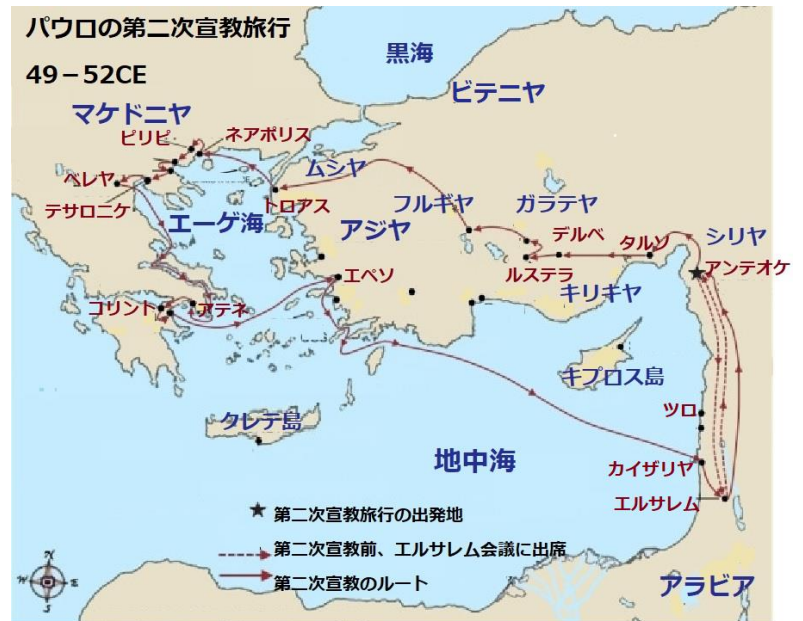 パウロの第二次宣教旅行
49－52CE
黒海
ビテニヤ
マケドニヤ
ピリピ
ネアポリス
ムシヤ
ベレヤ
トロアス
フルギヤ
ガラテヤ
テサロニケ
エーゲ海
アジヤ
デルベ
タルソ
シリヤ
アンテオケ
ルステラ
エペソ
キリキヤ
コリント
アテネ
キプロス島
クレテ島
ツロ
地中海
カイザリヤ
エルサレム
第二次宣教旅行の出発地
第二次宣教前、エルサレム会議に出席
第二次宣教のルート
アラビア
N
W
E
S